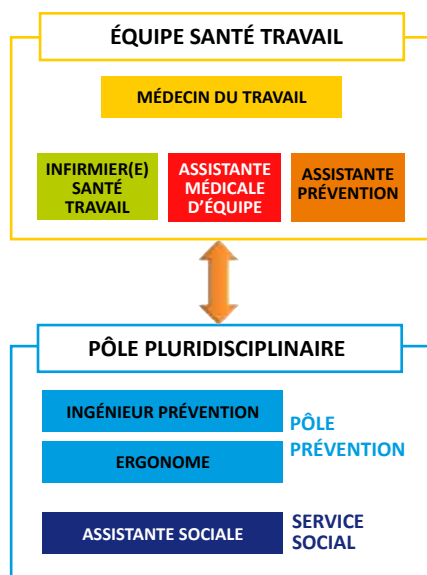 ÉQUIPE SANTÉ TRAVAIL
MÉDECIN DU TRAVAIL
INFIRMIER(E)
SANTÉ
TRAVAIL
ASSISTANTE
MÉDICALE
D'ÉQUIPE
ASSISTANTE
PRÉVENTION
PÔLE PLURIDISCIPLINAIRE
INGÉNIEUR PRÉVENTION
ERGONOME
PÔLE
PRÉVENTION
ASSISTANTE SOCIALE
SERVICE
SOCIAL